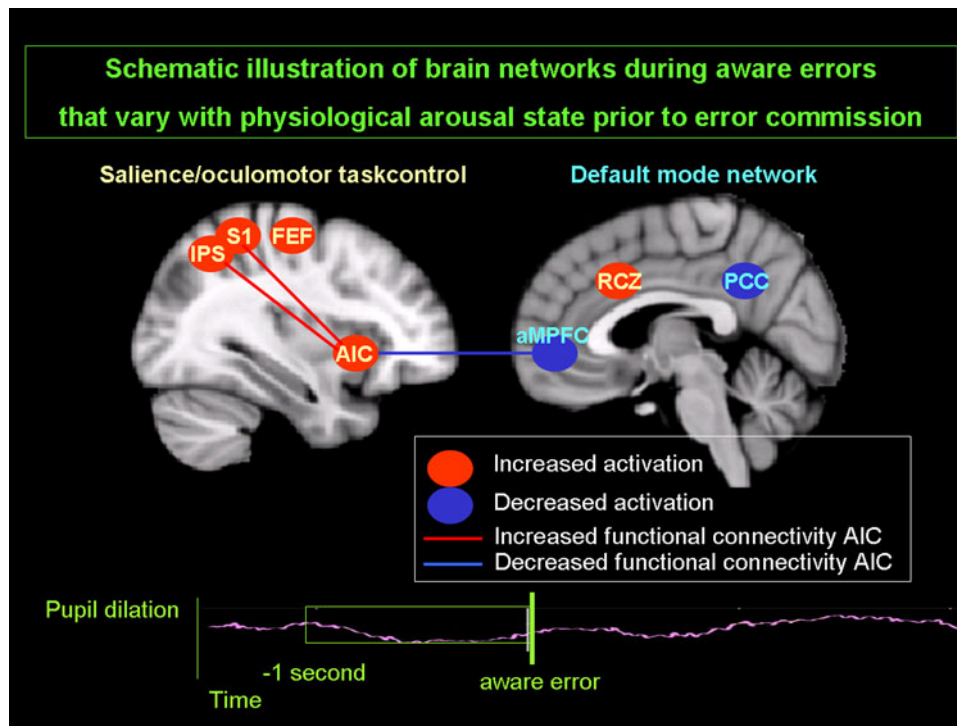 Schematic illustration of brain networks during aware errors
that vary with physiological arousal state prior to error commission
Salience/oculomotor taskcontrol
Default mode network
S1
FEF
IPS
RCZ
PCC
aMPFC
AIC
Increased activation
Decreased activation
Increased functional connectivity AIC
Decreased functional connectivity AIC
Pupil dilation
-1 second
aware error
Time